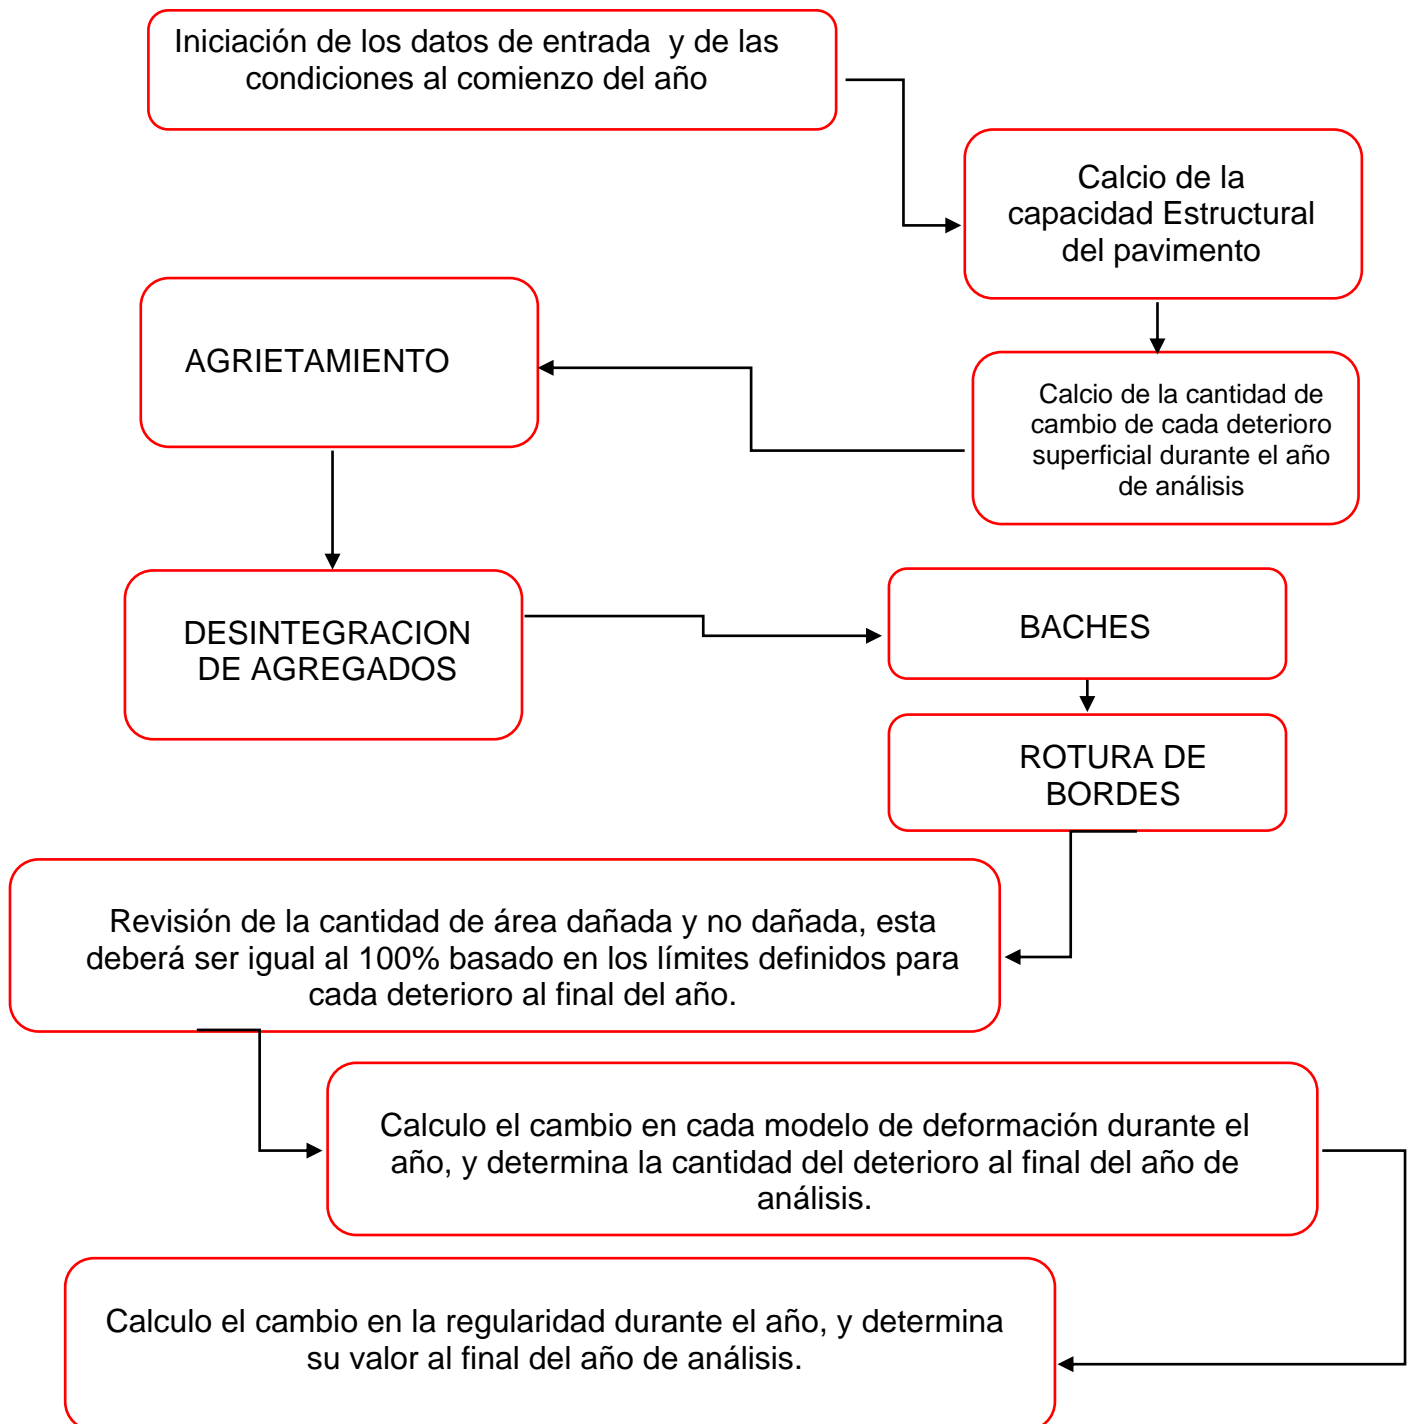 Iniciación de los datos de entrada y de las
condiciones al comienzo del año
Calcio de la
capacidad Estructural
del pavimento
Calcio de la cantidad de
cambio de cada deterioro
superficial durante el año
de análisis
AGRIETAMIENTO
DESINTEGRACION
DE AGREGADOS
BACHES
ROTURA DE
BORDES
Revisión de la cantidad de área dañada y no dañada, esta
deberá ser igual al 100% basado en los límites definidos para
cada deterioro al final del año.
Calculo el cambio en cada modelo de deformación durante el
año, y determina la cantidad del deterioro al final del año de
análisis.
Calculo el cambio en la regularidad durante el año, y determina
su valor al final del año de análisis.